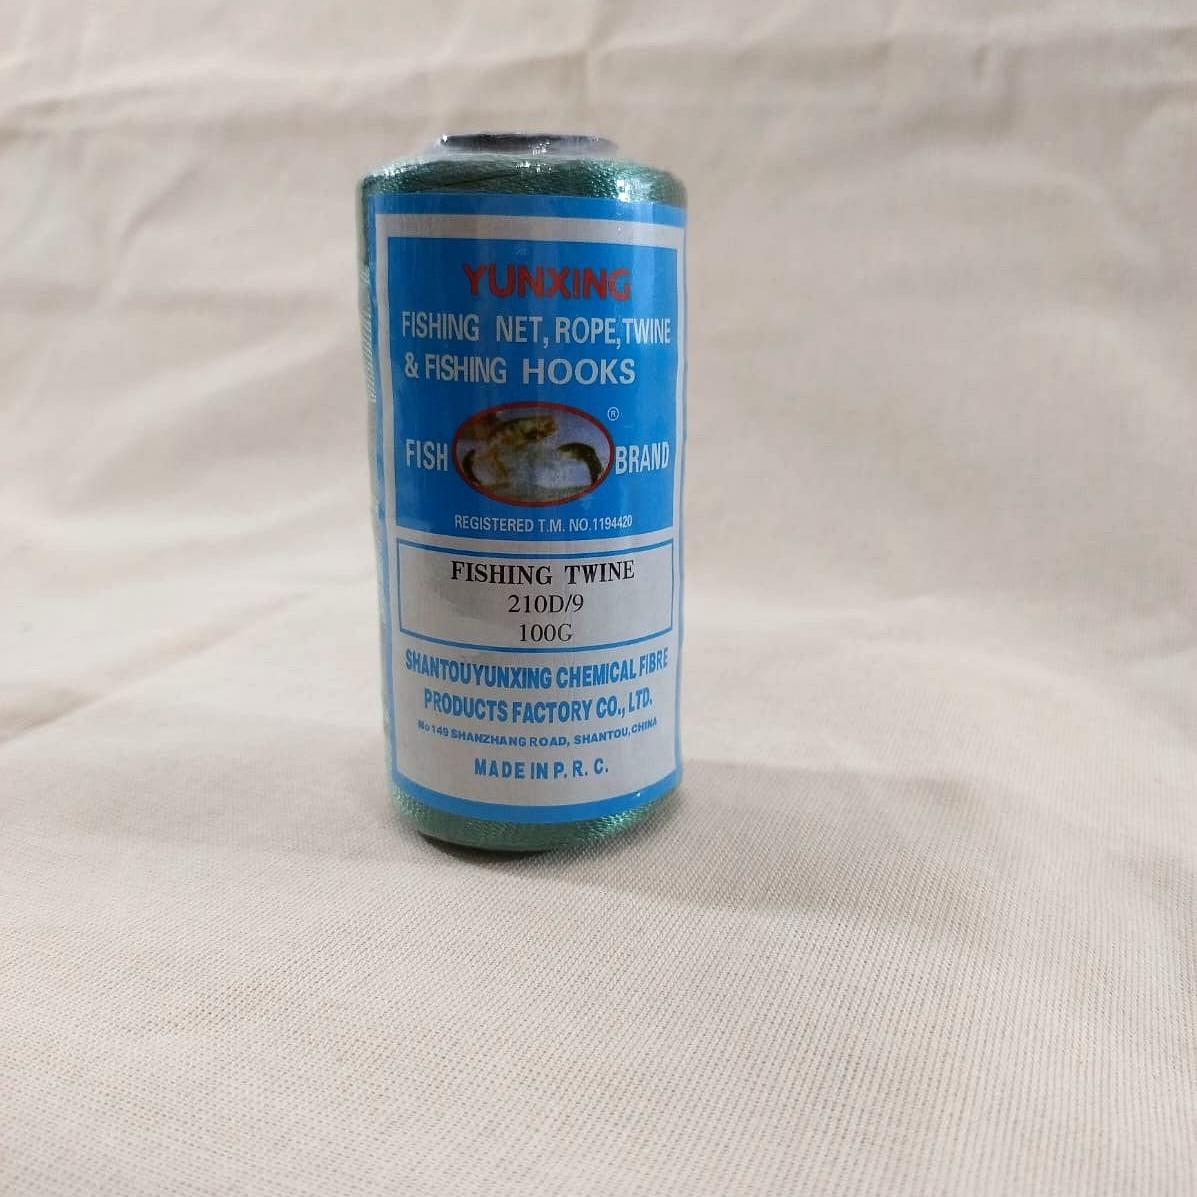 YUNXING
FISHING NET, ROPE, TWINE
& FISHING HOOKS
®
FISH BRAND
REGISTERED T.M. NO.1194420
FISHING TWINE
210D/9
100G
SHANTOUYUNXING CHEMICAL FIBRE
PRODUCTS FACTORY CO., LTD.
No 149 SHANZHANG ROAD, SHANTOU, CHINA
MADE IN P. R. C.